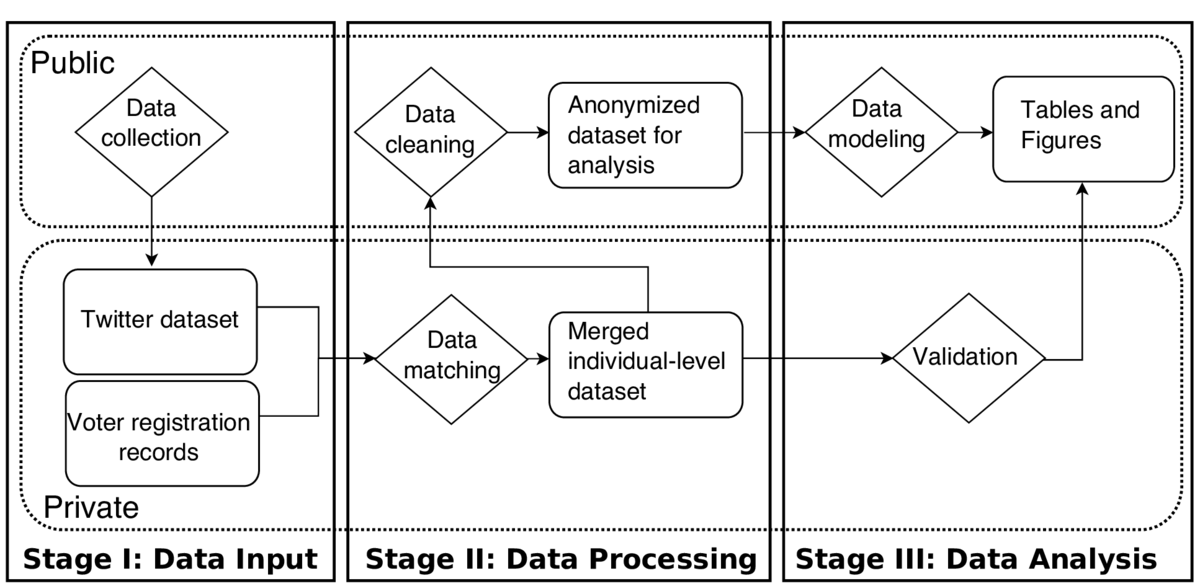 Public
Data
collection
Data
cleaning
Anonymized
dataset for
analysis
Data
modeling
Tables and
Figures
Twitter dataset
Voter registration
records
Data
matching
Merged
individual-level
dataset
Validation
Private
Stage I: Data Input
Stage II: Data Processing
Stage III: Data Analysis